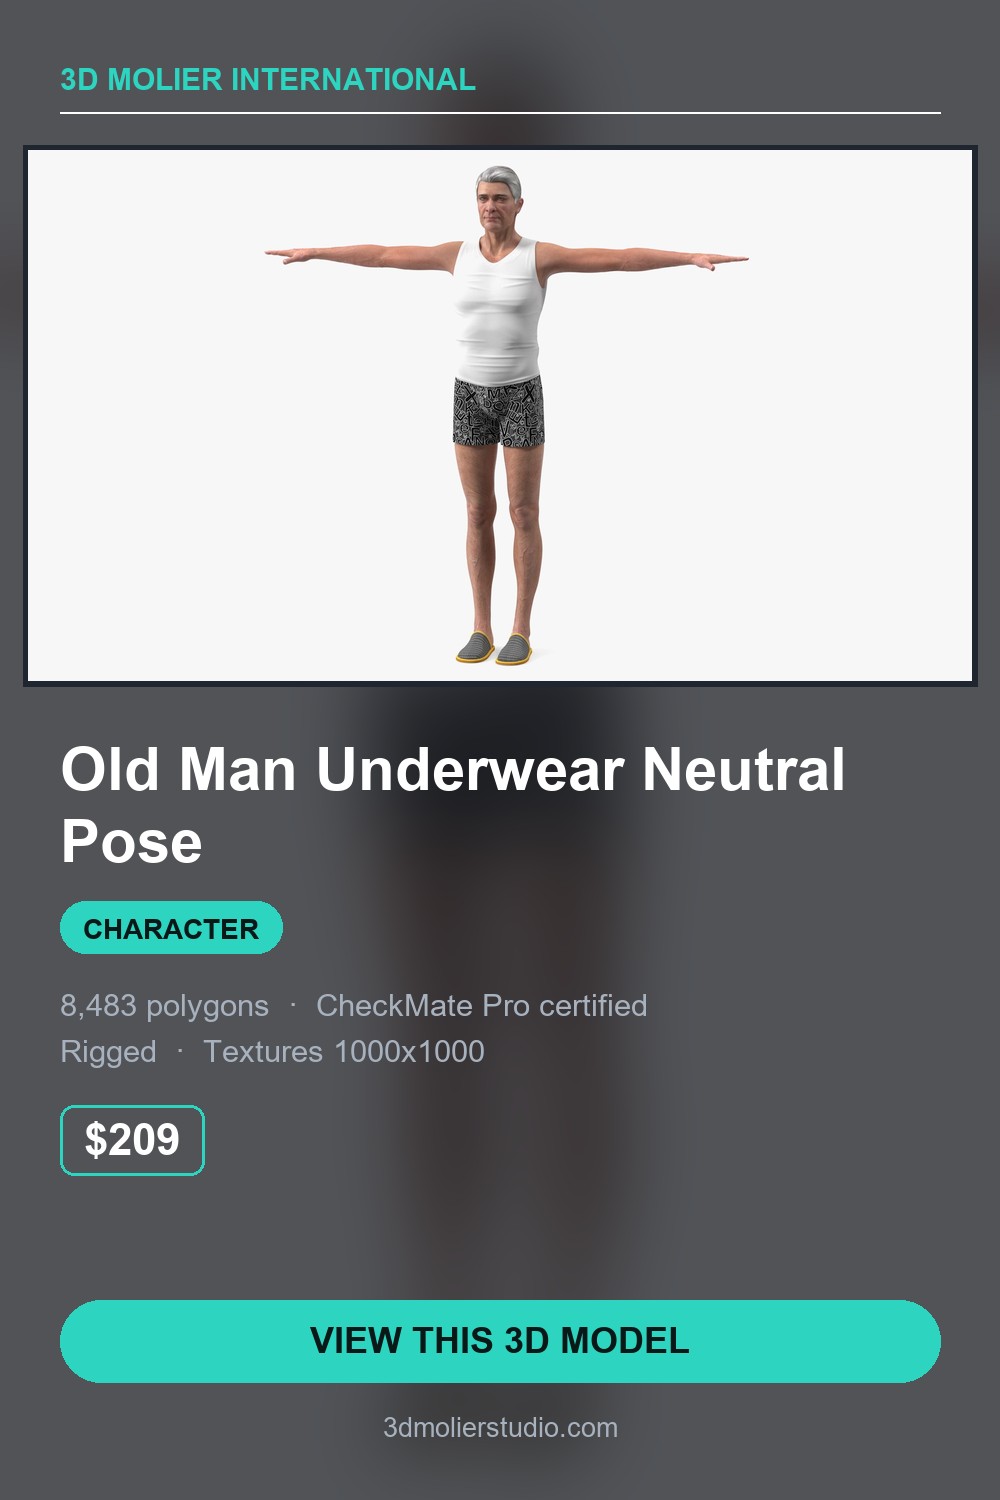 3D MOLIER INTERNATIONAL
Old Man Underwear Neutral
Pose
CHARACTER
8,483 polygons · CheckMate Pro certified
Rigged · Textures 1000x1000
$209
VIEW THIS 3D MODEL
3dmolierstudio.com